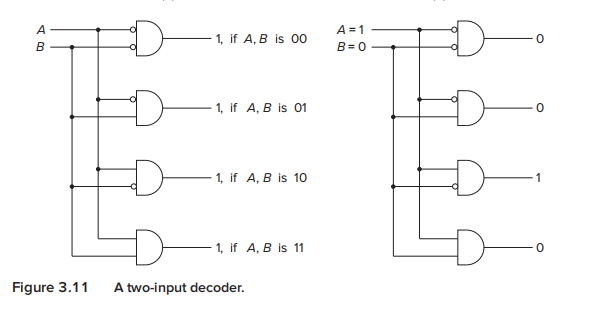 A
B
1, if A, B is 00
1, if A, B is 01
1, if A, B is 10
1, if A, B is 11
A = 1
B = 0
0
0
1
0
Figure 3.11 A two-input decoder.